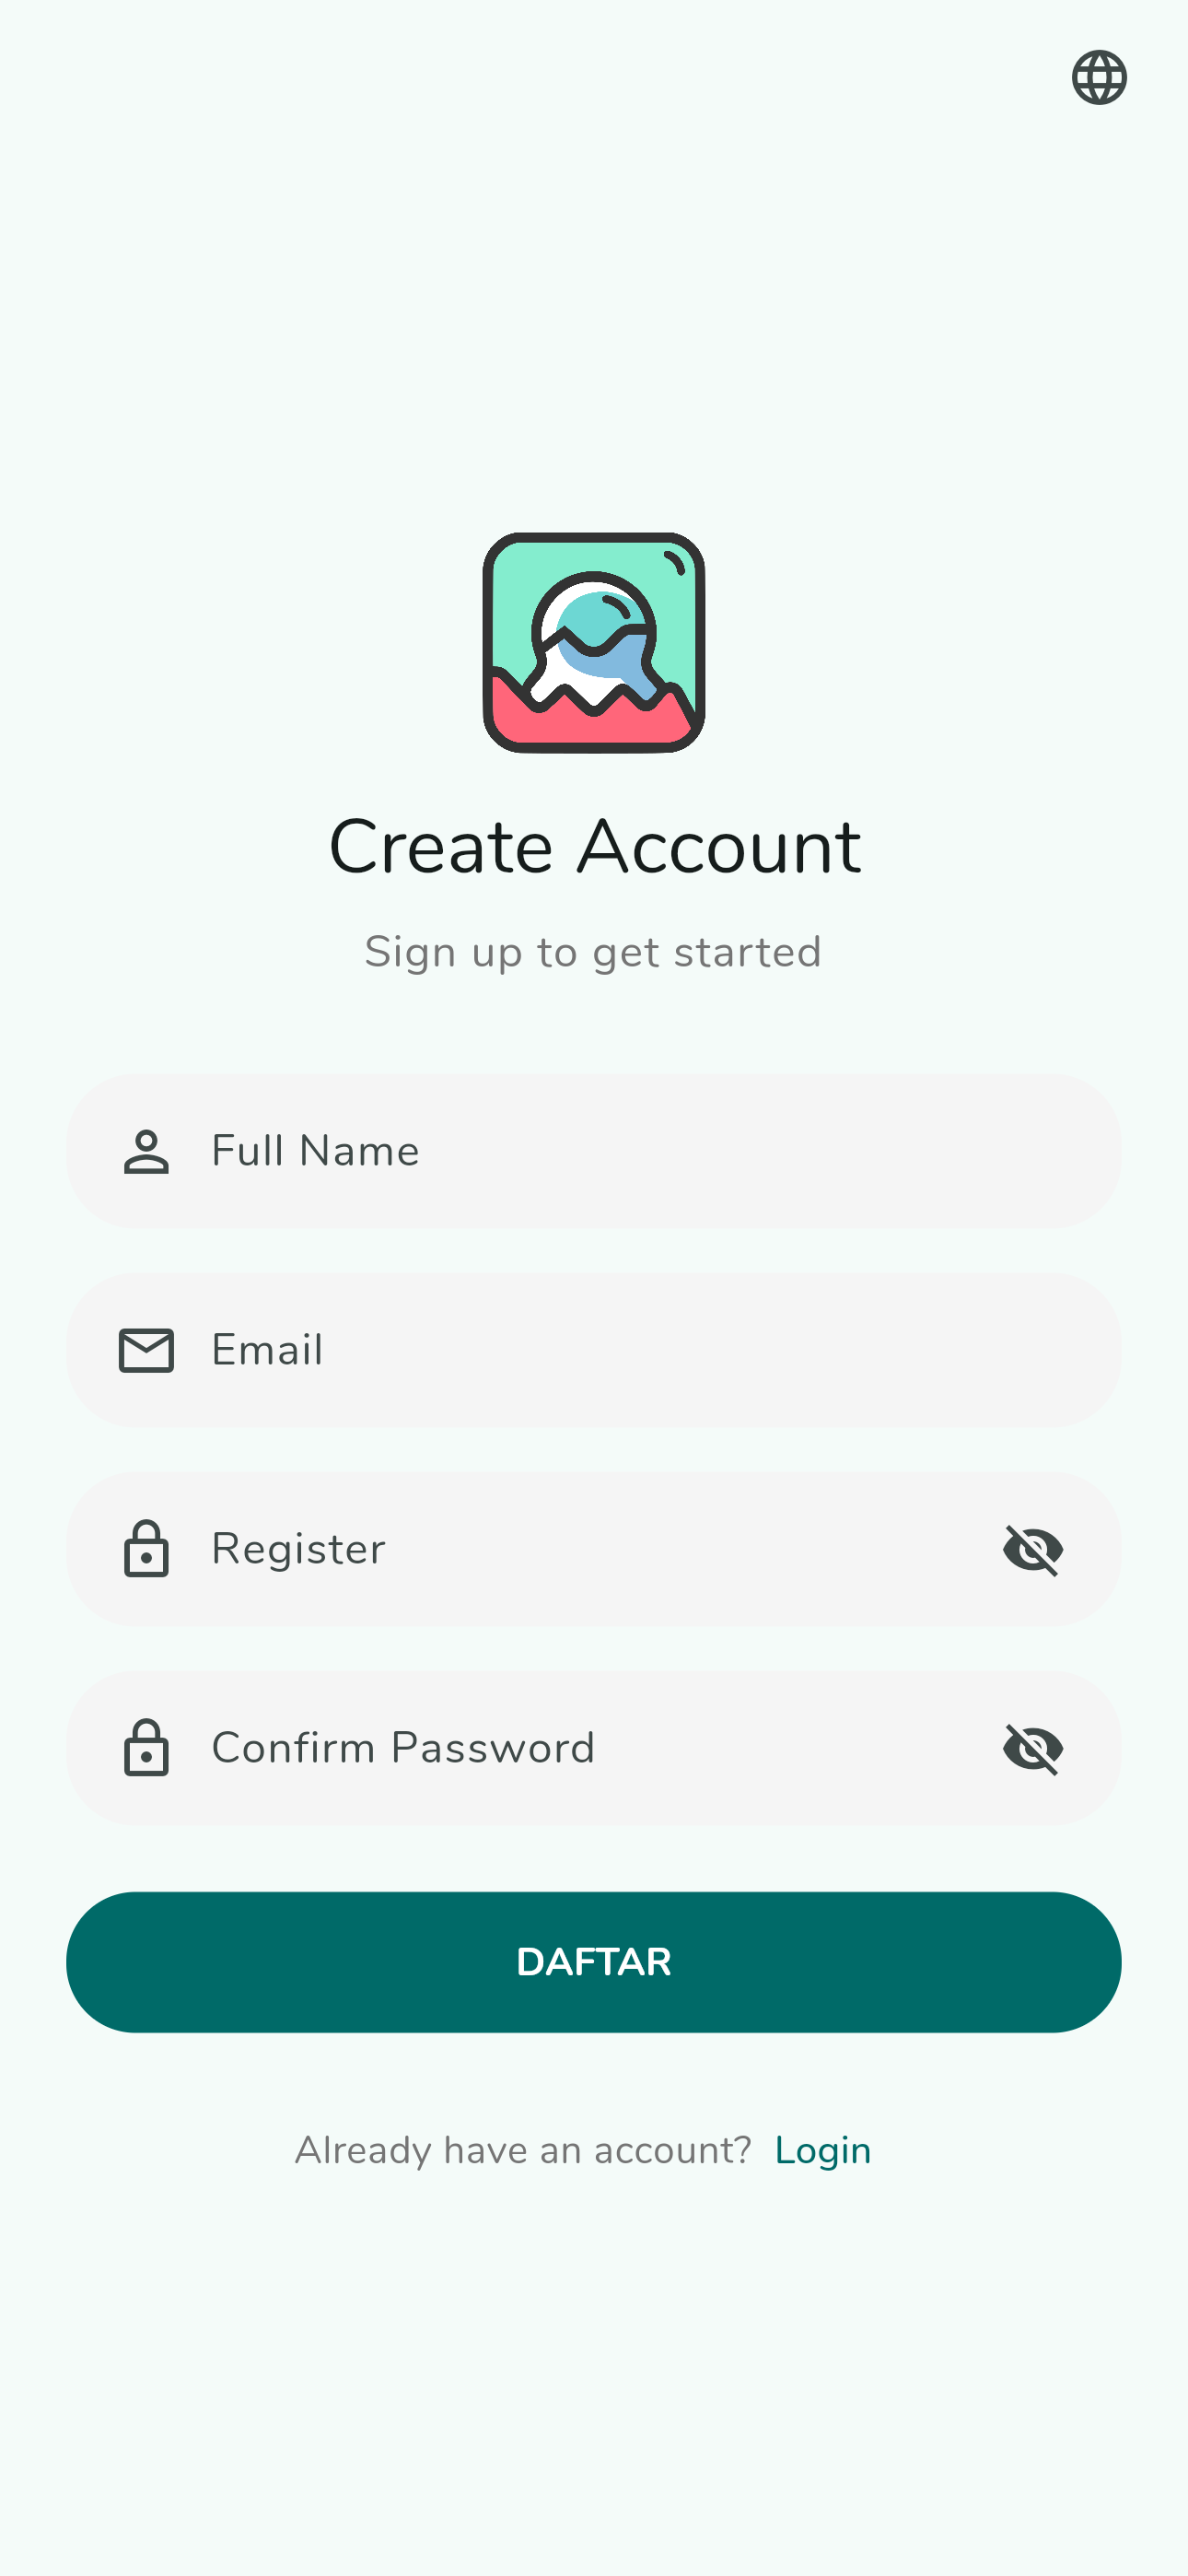 Create Account
Sign up to get started
Full Name
Email
Register
Confirm Password
DAFTAR
Already have an account? Login